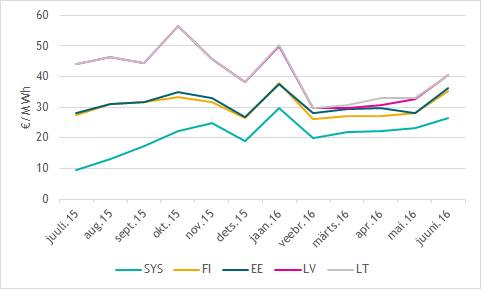 60
50
40
30
20
10
0
€/MWh
juuli.15
aug.15
sept.15
okt.15
nov.15
dets.15
jaan.16
veebr.16
märts.16
apr.16
mai.16
juuni.16
SYS FI EE LV LT